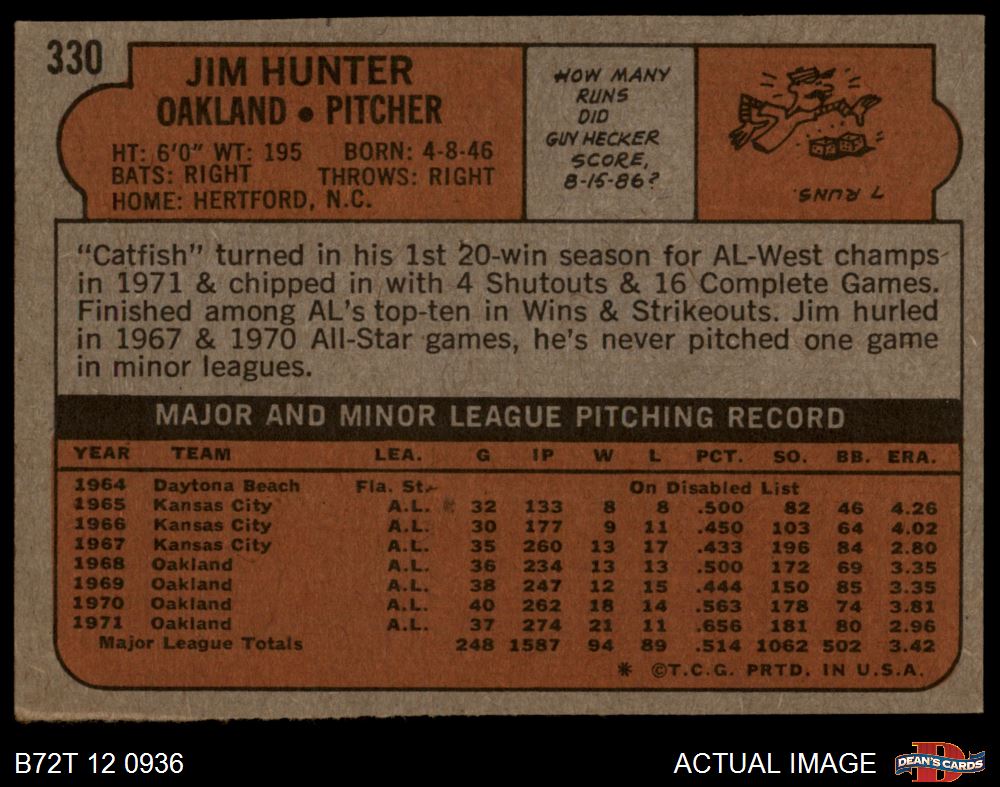 330
JIM HUNTER
OAKLAND • PITCHER
HT: 6'0" WT: 195 BORN: 4-8-46
BATS: RIGHT THROWS: RIGHT
HOME: HERTFORD, N.C.
HOW MANY
RUNS
DID
GUY HECKER
SCORE,
8-15-86?
7 RUNS.
"Catfish" turned in his 1st 20-win season for AL-West champs
in 1971 & chipped in with 4 Shutouts & 16 Complete Games.
Finished among AL's top-ten in Wins & Strikeouts. Jim hurled
in 1967 & 1970 All-Star games, he's never pitched one game
in minor leagues.
MAJOR AND MINOR LEAGUE PITCHING RECORD
YEAR TEAM LEA. G IP W L PCT. SO. BB. ERA.
1964 Daytona Beach Fla. St. On Disabled List
1965 Kansas City A.L. 32 133 8 8 .500 82 46 4.26
1966 Kansas City A.L. 30 177 9 11 .450 103 64 4.02
1967 Kansas City A.L. 35 260 13 17 .433 196 84 2.80
1968 Oakland A.L. 36 234 13 13 .500 172 69 3.35
1969 Oakland A.L. 38 247 12 15 .444 150 85 3.35
1970 Oakland A.L. 40 262 18 14 .563 178 74 3.81
1971 Oakland A.L. 37 274 21 11 .656 181 80 2.96
Major League Totals 248 1587 94 89 .514 1062 502 3.42
* ©T.C.G. PRTD. IN U.S.A.
B72T 12 0936
ACTUAL IMAGE
DEAN'S CARDS